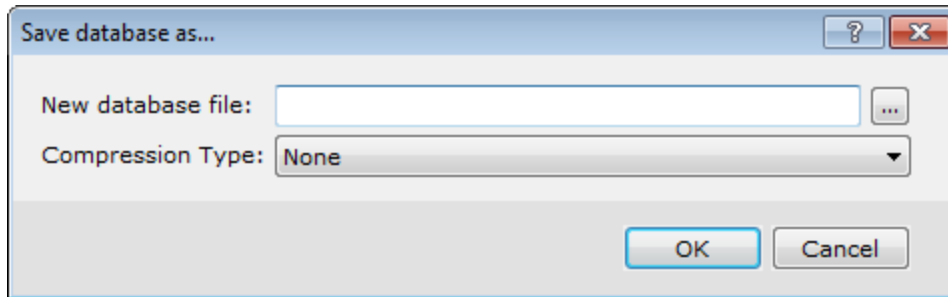 Save database as...
?
New database file:
...
Compression Type: None
OK Cancel